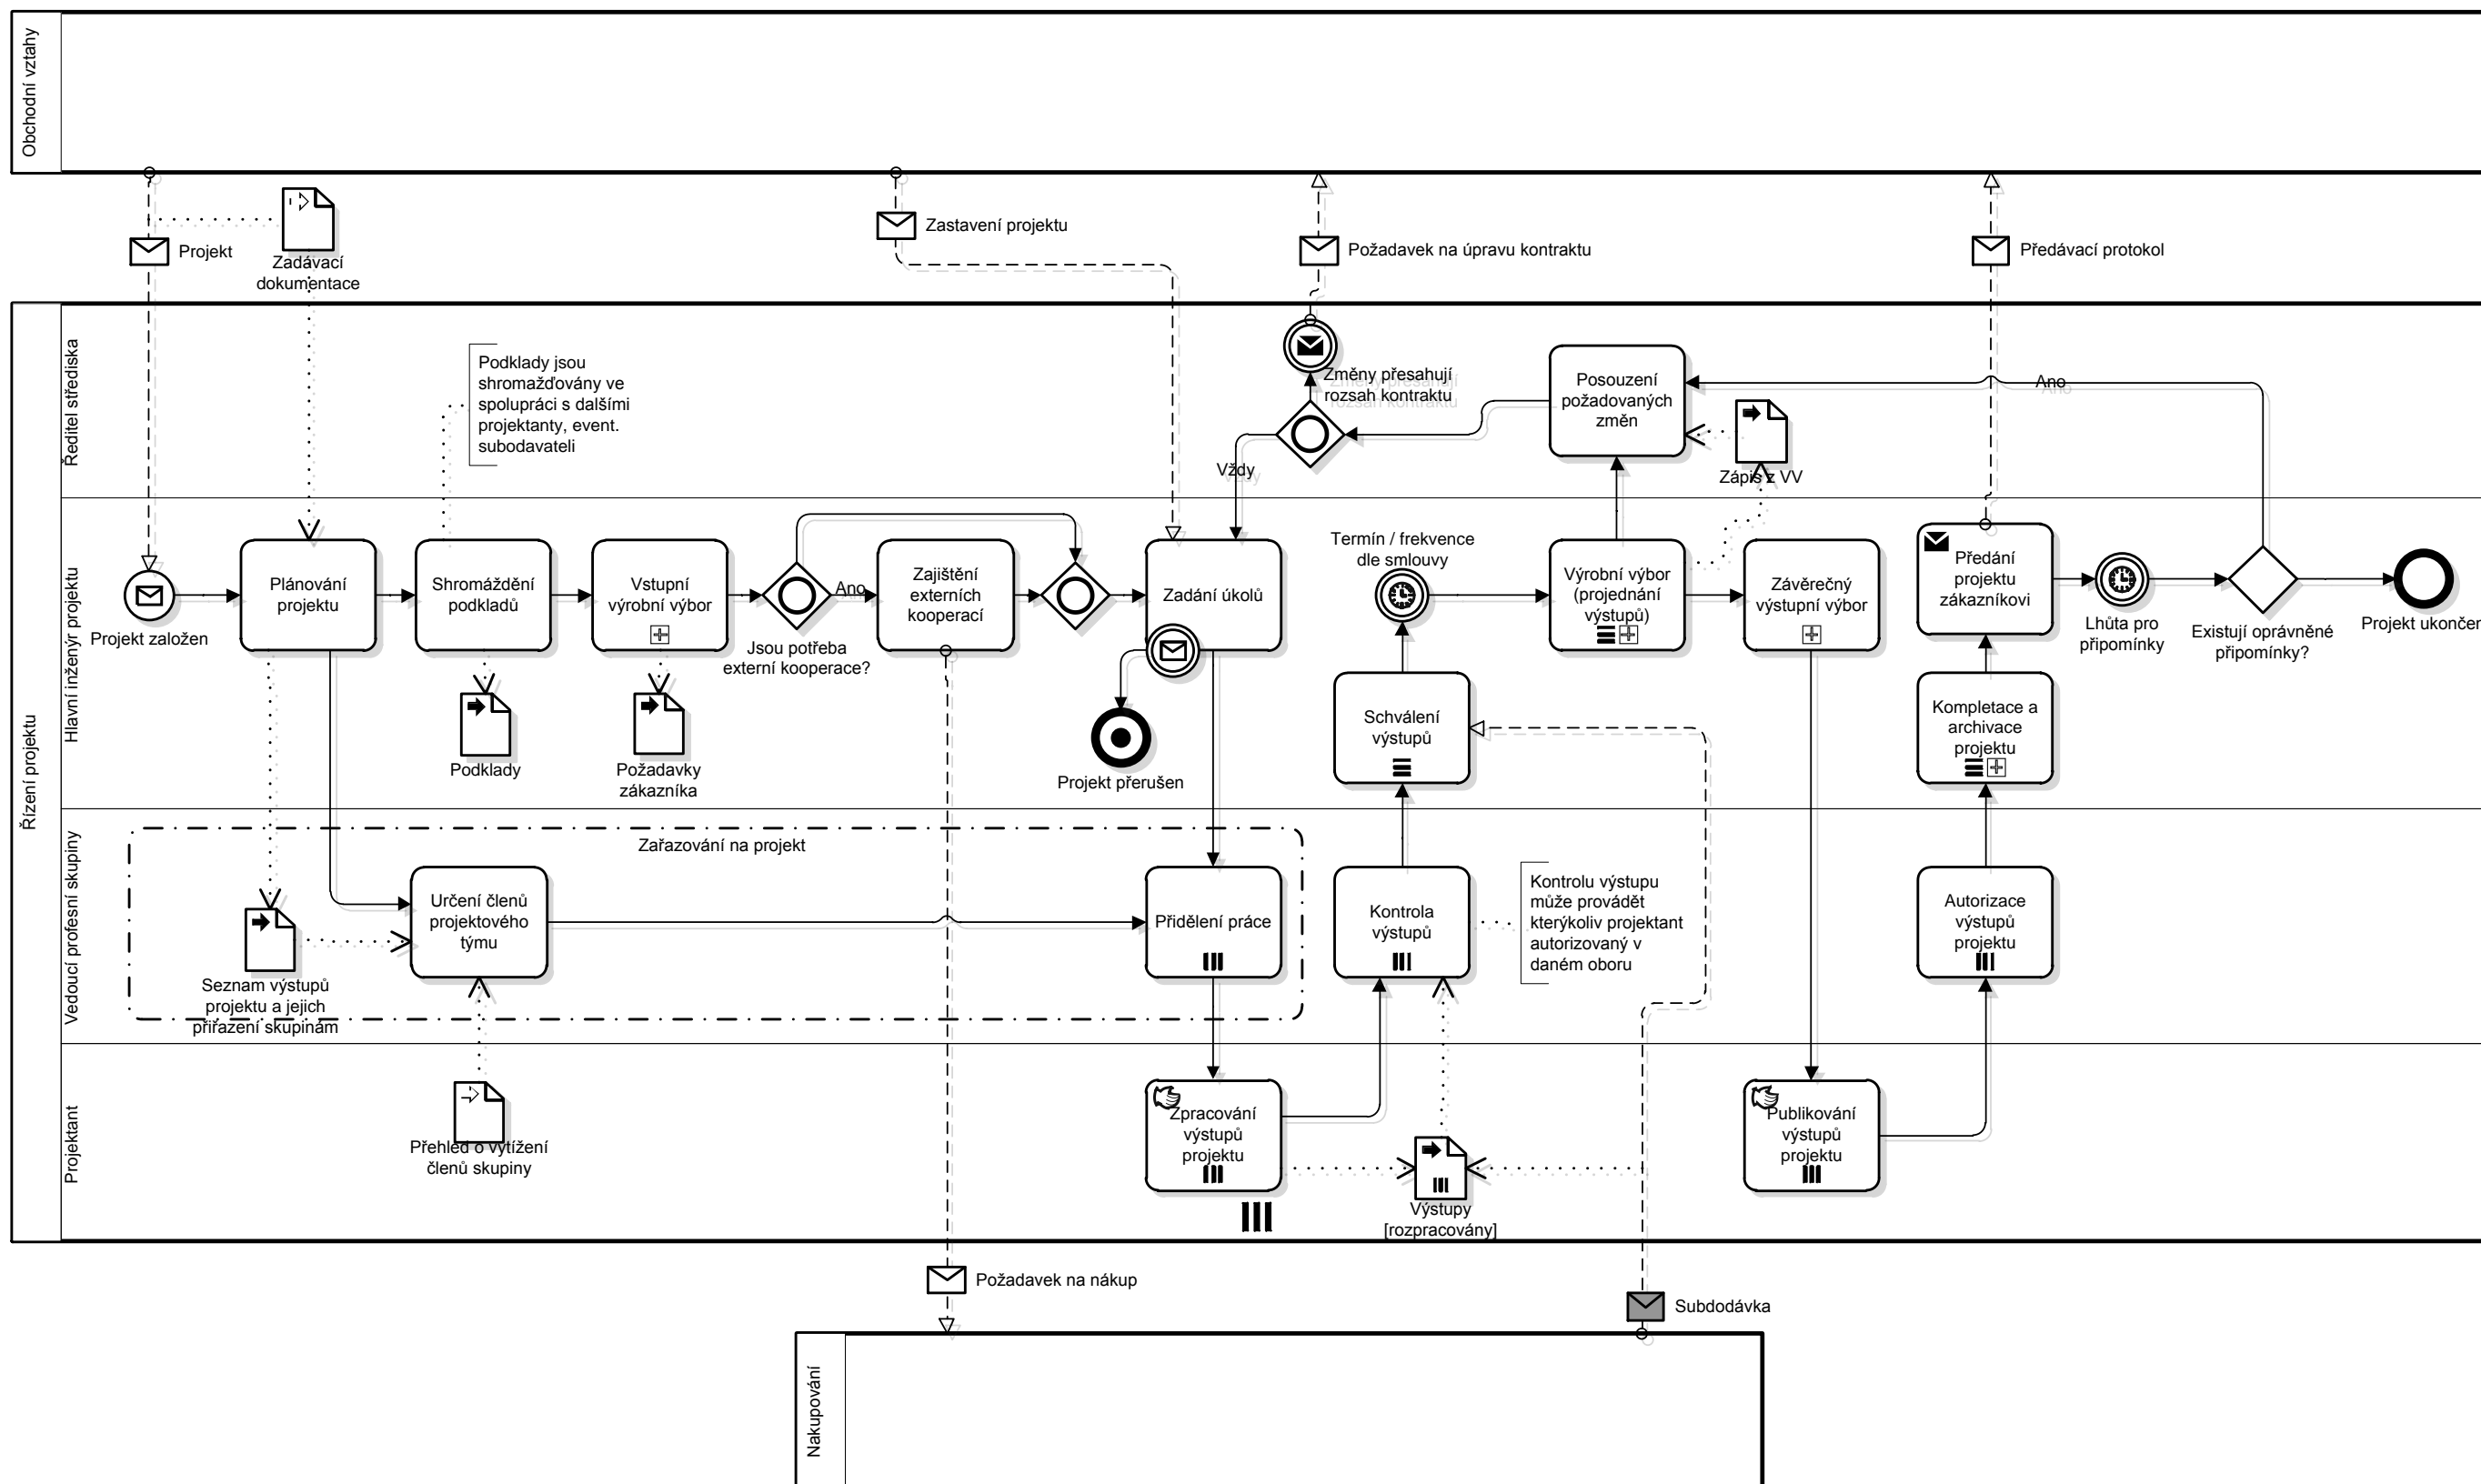 Obchodní vztahy
Projekt
Zadávací
dokumentace
Zastavení projektu
Požadavek na úpravu kontraktu
Předávací protokol
Řízení projektu
Ředitel střediska
Podklady jsou
shromažďovány ve
spolupráci s dalšími
projektanty, event.
subodavateli
Změny přesahují
rozsah kontraktu
Vždy
Posouzení
požadovaných
změn
Zápis z VV
Ano
Hlavní inženýr projektu
Projekt založen
Plánování
projektu
Shromáždění
podkladů
Vstupní
výrobní výbor
Jsou potřeba
externí kooperace?
Ano
Zajištění
externích
kooperací
Zadání úkolů
Projekt přerušen
Termín / frekvence
dle smlouvy
Výrobní výbor
(projednání
výstupů)
Závěrečný
výstupní výbor
Předání
projektu
zákazníkovi
Lhůta pro
připomínky
Existují oprávněné
připomínky?
Projekt ukončen
Podklady
Požadavky
zákazníka
Schválení
výstupů
Kompletace a
archivace
projektu
Vedoucí profesní skupiny
Zařazování na projekt
Seznam výstupů
projektu a jejich
přiřazení skupinám
Určení členů
projektového
týmu
Přidělení práce
Kontrola
výstupů
Kontrolu výstupu
může provádět
kterýkoliv projektant
autorizovaný v
daném oboru
Autorizace
výstupů
projektu
Projektant
Přehled o vytížení
členů skupiny
Zpracování
výstupů
projektu
Výstupy
[rozpracovány]
Publikování
výstupů
projektu
Požadavek na nákup
Subdodávka
Nakupování